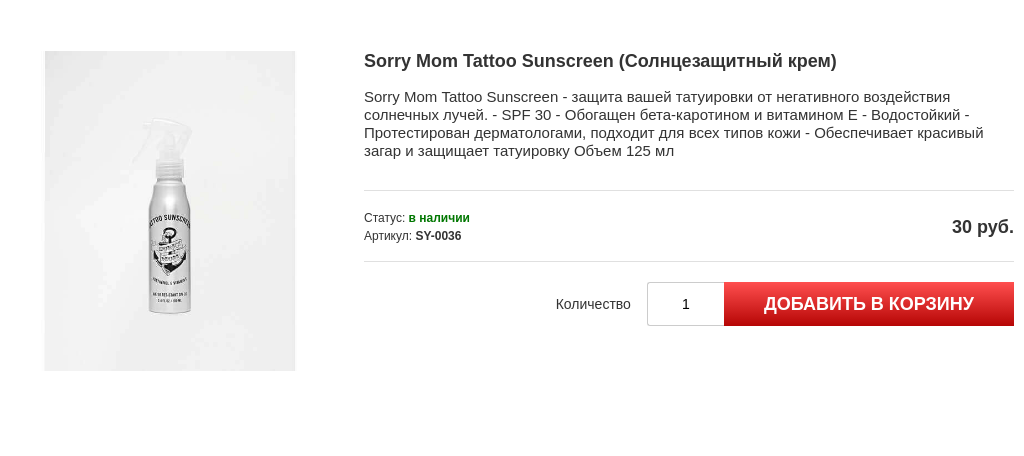 Sorry Mom Tattoo Sunscreen (Солнцезащитный крем)
Sorry Mom Tattoo Sunscreen - защита вашей татуировки от негативного воздействия
солнечных лучей. - SPF 30 - Обогащен бета-каротином и витамином Е - Водостойкий -
Протестирован дерматологами, подходит для всех типов кожи - Обеспечивает красивый
загар и защищает татуировку Объем 125 мл
TATTOO SUNSCREEN
Статус: в наличии
Артикул: SY-0036
30 руб.
Количество
1
ДОБАВИТЬ В КОРЗИНУ